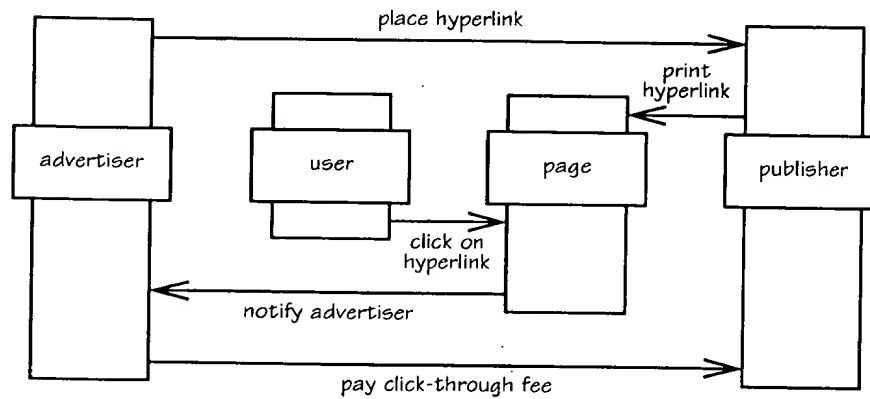 place hyperlink
print
hyperlink
advertiser
user
page
publisher
click on
hyperlink
notify advertiser
pay click-through fee